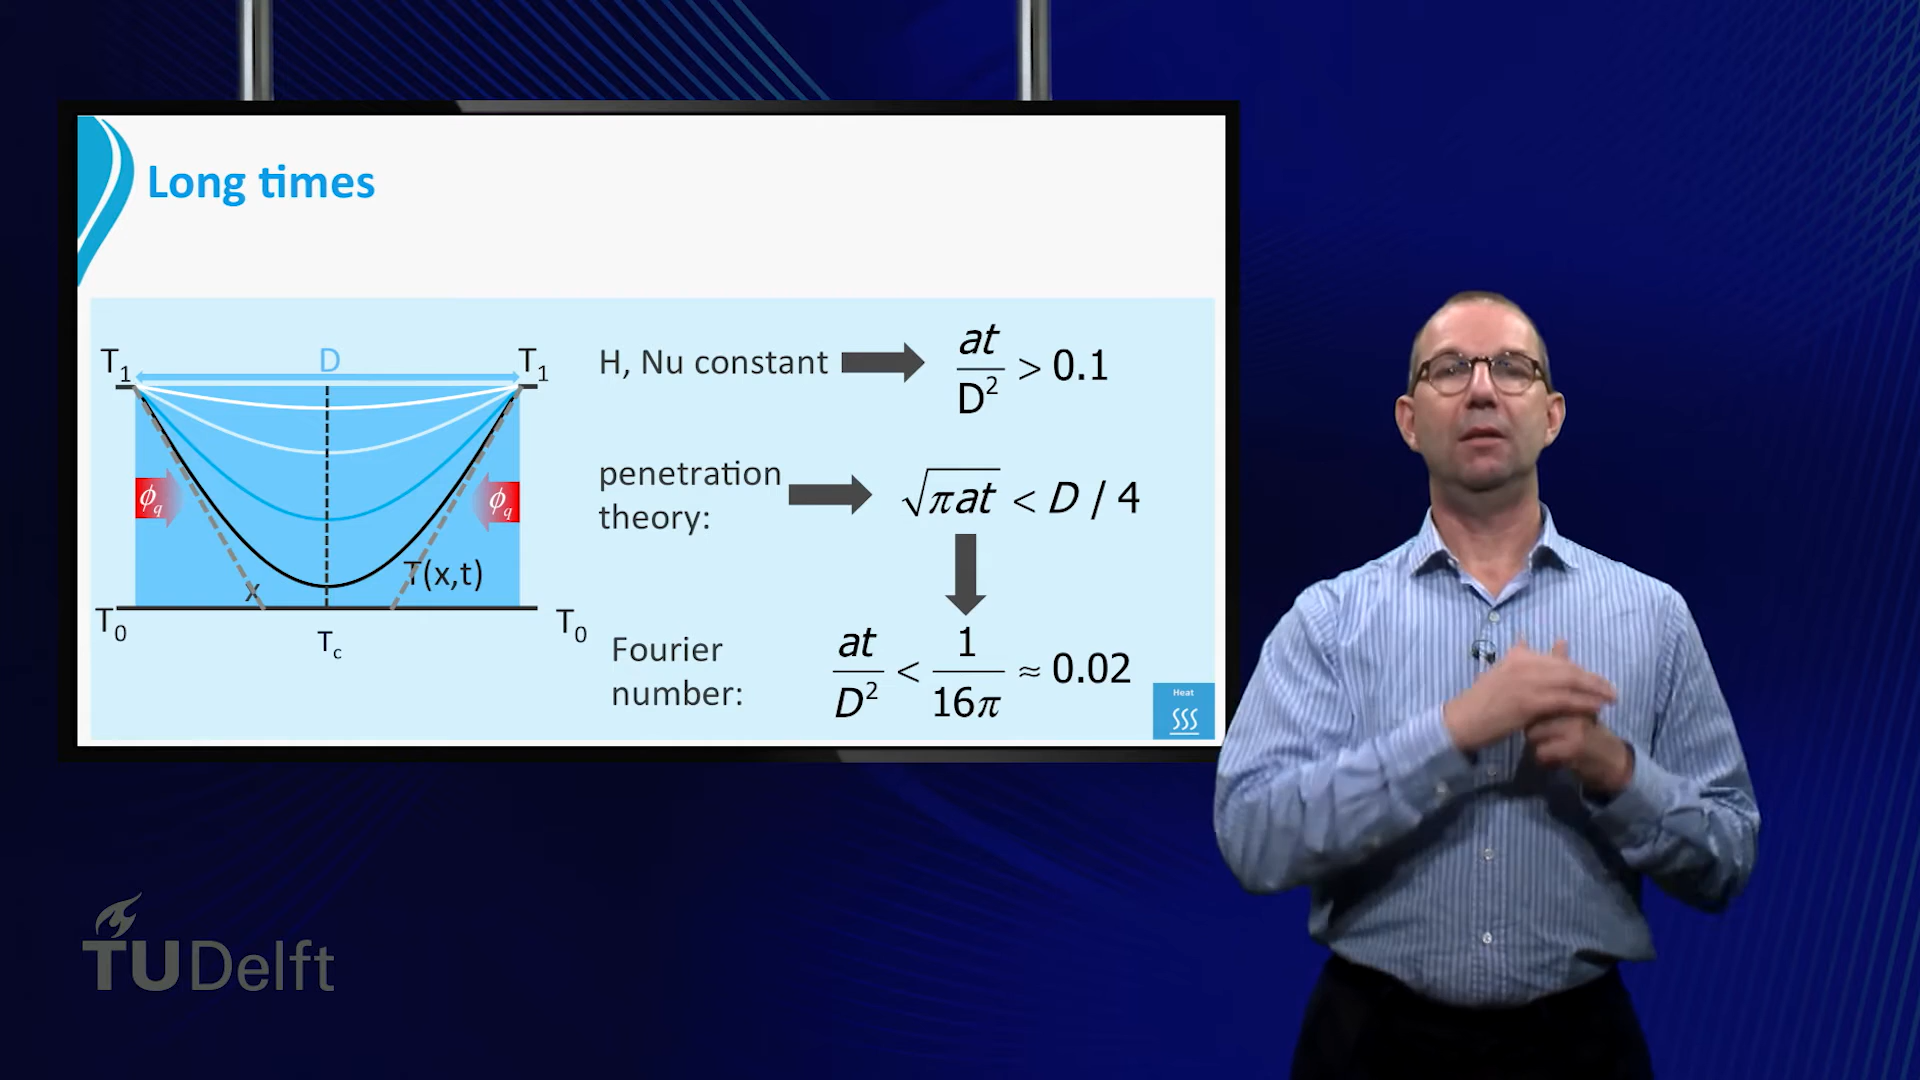 Long times
T₁ D T₁
H, Nu constant at/D² > 0.1
penetration
theory: √πat < D / 4
ϕq ϕq
x T(x,t)
T₀ Tc T₀
Fourier
number: at/D² < 1/16π ≈ 0.02
Heat
TUDelft